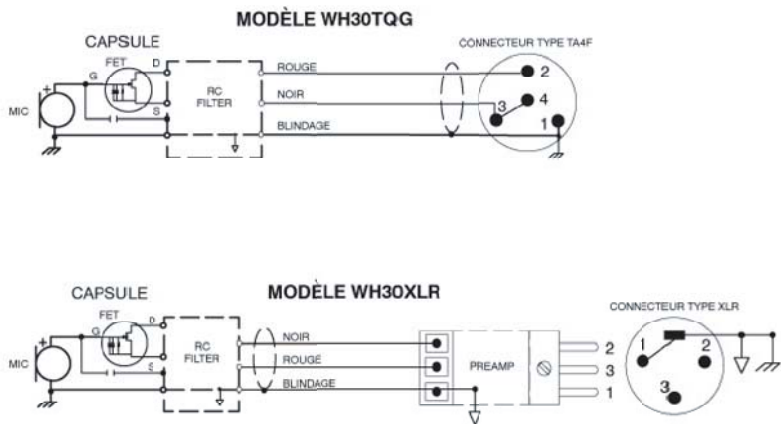 MODÈLE WH30TQG
CAPSULE
CONNECTEUR TYPE TA4F
FET
D
G
S
MIC
+
RC
FILTER
ROUGE
NOIR
BLINDAGE
2
4
3
1
MODÈLE WH30XLR
CAPSULE
CONNECTEUR TYPE XLR
FET
D
G
S
MIC
+
RC
FILTER
NOIR
ROUGE
BLINDAGE
PREAMP
2
3
1
1
2
3